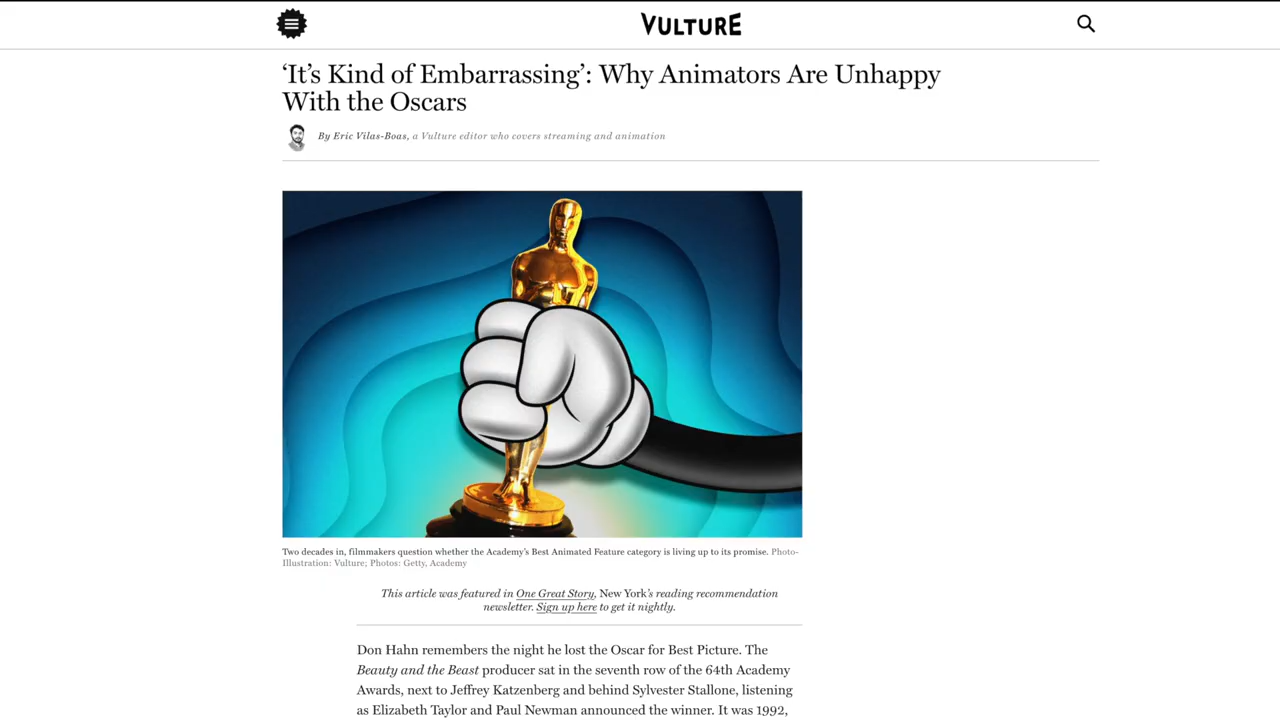 VULTURE
‘It’s Kind of Embarrassing’: Why Animators Are Unhappy
With the Oscars
By Eric Vilas-Boas, a Vulture editor who covers streaming and animation
Two decades in, filmmakers question whether the Academy’s Best Animated Feature category is living up to its promise. Photo-
Illustration: Vulture; Photos: Getty, Academy
This article was featured in One Great Story, New York’s reading recommendation
newsletter. Sign up here to get it nightly.
Don Hahn remembers the night he lost the Oscar for Best Picture. The
Beauty and the Beast producer sat in the seventh row of the 64th Academy
Awards, next to Jeffrey Katzenberg and behind Sylvester Stallone, listening
as Elizabeth Taylor and Paul Newman announced the winner. It was 1992,